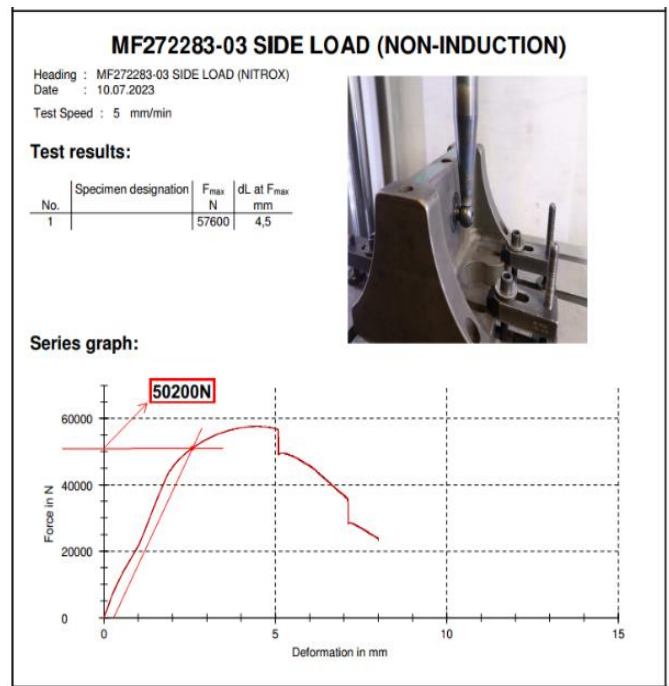 MF272283-03 SIDE LOAD (NON-INDUCTION)
Heading : MF272283-03 SIDE LOAD (NITROX)
Date : 10.07.2023
Test Speed : 5 mm/min
Test results:
Specimen designation Fmax dL at Fmax
No. N mm
1 57600 4,5
Series graph:
50200N
60000
40000
20000
0
Force in N
0 5 10 15
Deformation in mm